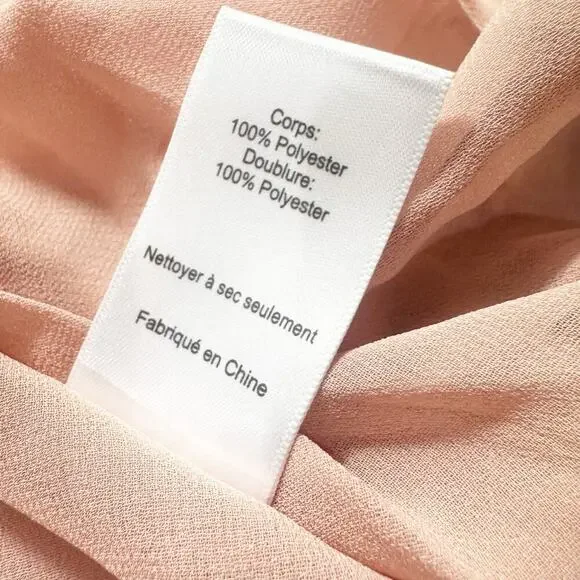 Corps:
100% Polyester
Doublure:
100% Polyester
Nettoyer à sec seulement
Fabriqué en Chine